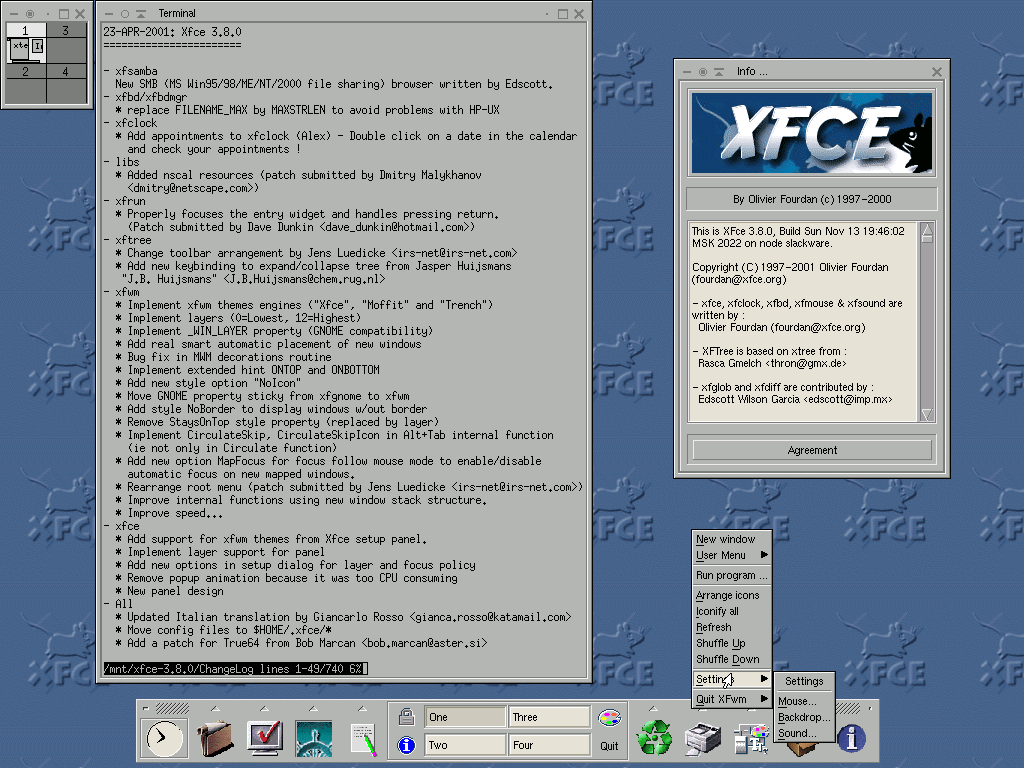 1
3
xte
2
4
Terminal
23-APR-2001: Xfce 3.8.0
=======================
- xfsamba
New SMB (MS Win95/98/ME/NT/2000 file sharing) browser written by Edscott.
- xfbd/xfbdmgr
* replace FILENAME_MAX by MAXSTRLEN to avoid problems with HP-UX
- xfclock
* Add appointments to xfclock (Alex) - Double click on a date in the calendar
and check your appointments !
- libs
* Added nscal resources (patch submitted by Dmitry Malykhanov
<dmitry@netscape.com>)
- xfrun
* Properly focuses the entry widget and handles pressing return.
(Patch submitted by Dave Dunkin <dave_dunkin@hotmail.com>)
- xftree
* Change toolbar arrangement by Jens Luedicke <irs-net@irs-net.com>
* Add new keybinding to expand/collapse tree from Jasper Huijsmans
"J.B. Huijsmans" <J.B.Huijsmans@chem.rug.nl>
- xfwm
* Implement xfwm themes engines ("Xfce", "Moffit" and "Trench")
* Implement layers (0=Lowest, 12=Highest)
* Implement _WIN_LAYER property (GNOME compatibility)
* Add real smart automatic placement of new windows
* Bug fix in MWM decorations routine
* Implement extended hint ONTOP and ONBOTTOM
* Add new style option "NoIcon"
* Move GNOME property sticky from xfgnome to xfwm
* Add style NoBorder to display windows w/out border
* Remove StaysOnTop style property (replaced by layer)
* Implement CirculateSkip, CirculateSkipIcon in Alt+Tab internal function
(ie not only in Circulate function)
* Add new option MapFocus for focus follow mouse mode to enable/disable
automatic focus on new mapped windows.
* Rearrange root menu (patch submitted by Jens Luedicke <irs-net@irs-net.com>)
* Improve internal functions using new window stack structure.
* Improve speed...
- xfce
* Add support for xfwm themes from Xfce setup panel.
* Implement layer support for panel
* Add new options in setup dialog for layer and focus policy
* Remove popup animation because it was too CPU consuming
* New panel design
- All
* Updated Italian translation by Giancarlo Rosso <gianca.rosso@katamail.com>
* Move config files to $HOME/.xfce/*
* Add a patch for True64 from Bob Marcan <bob.marcan@aster.si>
/mnt/xfce-3.8.0/ChangeLog lines 1-49/740 6%
Info ...
XFCE
By Olivier Fourdan (c) 1997-2000
This is XFce 3.8.0, Build Sun Nov 13 19:46:02
MSK 2022 on node slackware.
Copyright (C) 1997-2001 Olivier Fourdan
(fourdan@xfce.org)
- xfce, xfclock, xfbd, xfmouse & xfsound are
written by :
Olivier Fourdan (fourdan@xfce.org)
- XFTree is based on xtree from :
Rasca Gmelch <thron@gmx.de>
- xfglob and xfdiff are contributed by :
Edscott Wilson Garcia <edscott@imp.mx>
Agreement
New window
User Menu
Run program ...
Arrange icons
Iconify all
Refresh
Shuffle Up
Shuffle Down
Settings
Quit XFwm
Settings
Mouse...
Backdrop...
Sound...
One
Three
Two
Four
Quit